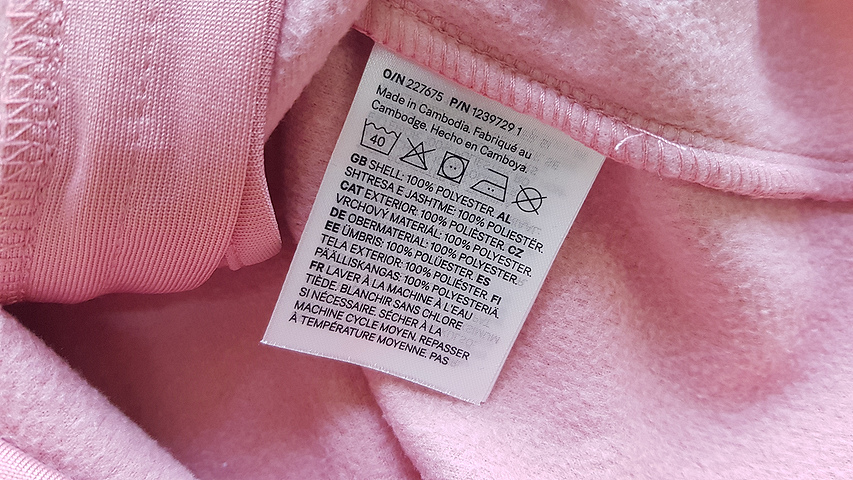 O/N 227675 P/N 1239729 1
Made in Cambodia. Fabriqué au
Cambodge. Hecho en Camboya.
40
GB SHELL: 100% POLYESTER. AL
SHTRESA E JASHTME: 100% POLIESTËR.
CAT EXTERIOR: 100% POLIÈSTER. CZ
VRCHOVÝ MATERIÁL: 100% POLYESTER.
DE OBERMATERIAL: 100% POLYESTER.
EE ÜMBRIS: 100% POLÜESTER. ES
TELA EXTERIOR: 100% POLIÉSTER. FI
PÄÄLLISKANGAS: 100% POLYESTERIÄ.
FR LAVER À LA MACHINE À L'EAU
TIÈDE. BLANCHIR SANS CHLORE
SI NÉCESSAIRE. SÉCHER À LA
MACHINE CYCLE MOYEN. REPASSER
À TEMPÉRATURE MOYENNE. PAS